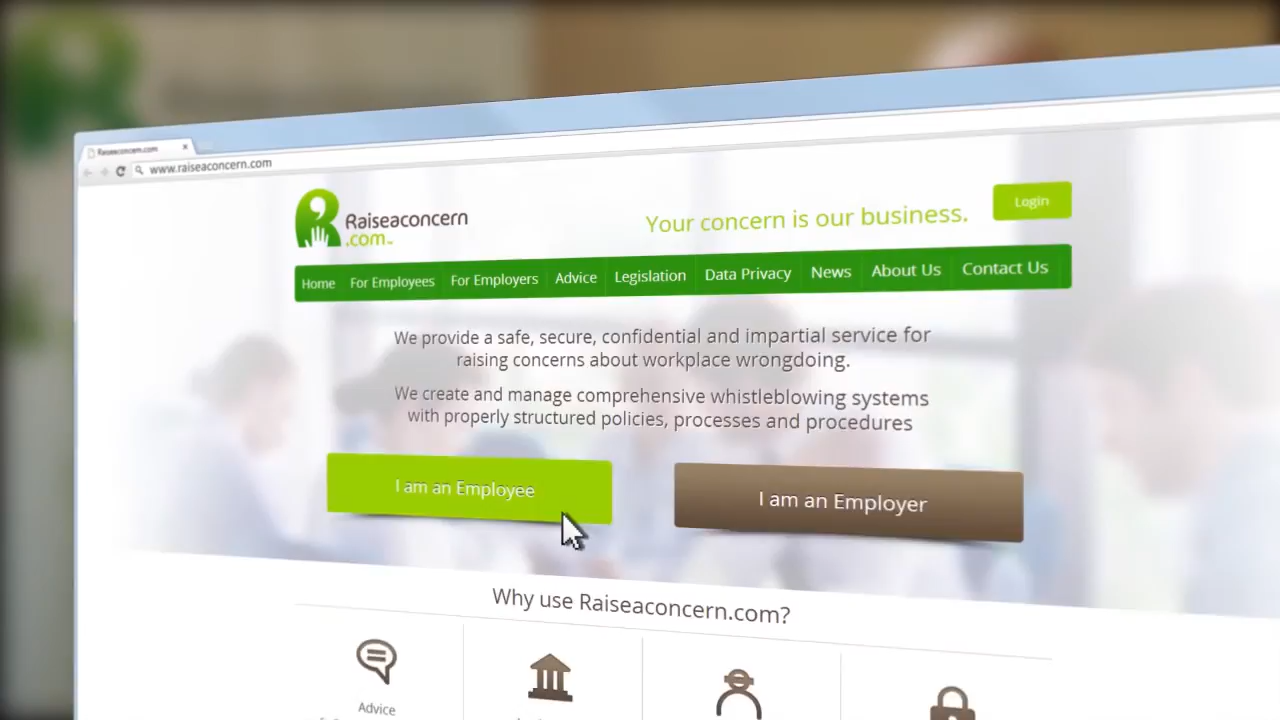 Raiseaconcern.com
www.raiseaconcern.com
Raiseaconcern
.com
Your concern is our business.
Login
Home For Employees For Employers Advice Legislation Data Privacy News About Us Contact Us
We provide a safe, secure, confidential and impartial service for
raising concerns about workplace wrongdoing.
We create and manage comprehensive whistleblowing systems
with properly structured policies, processes and procedures
I am an Employee
I am an Employer
Why use Raiseaconcern.com?
Advice